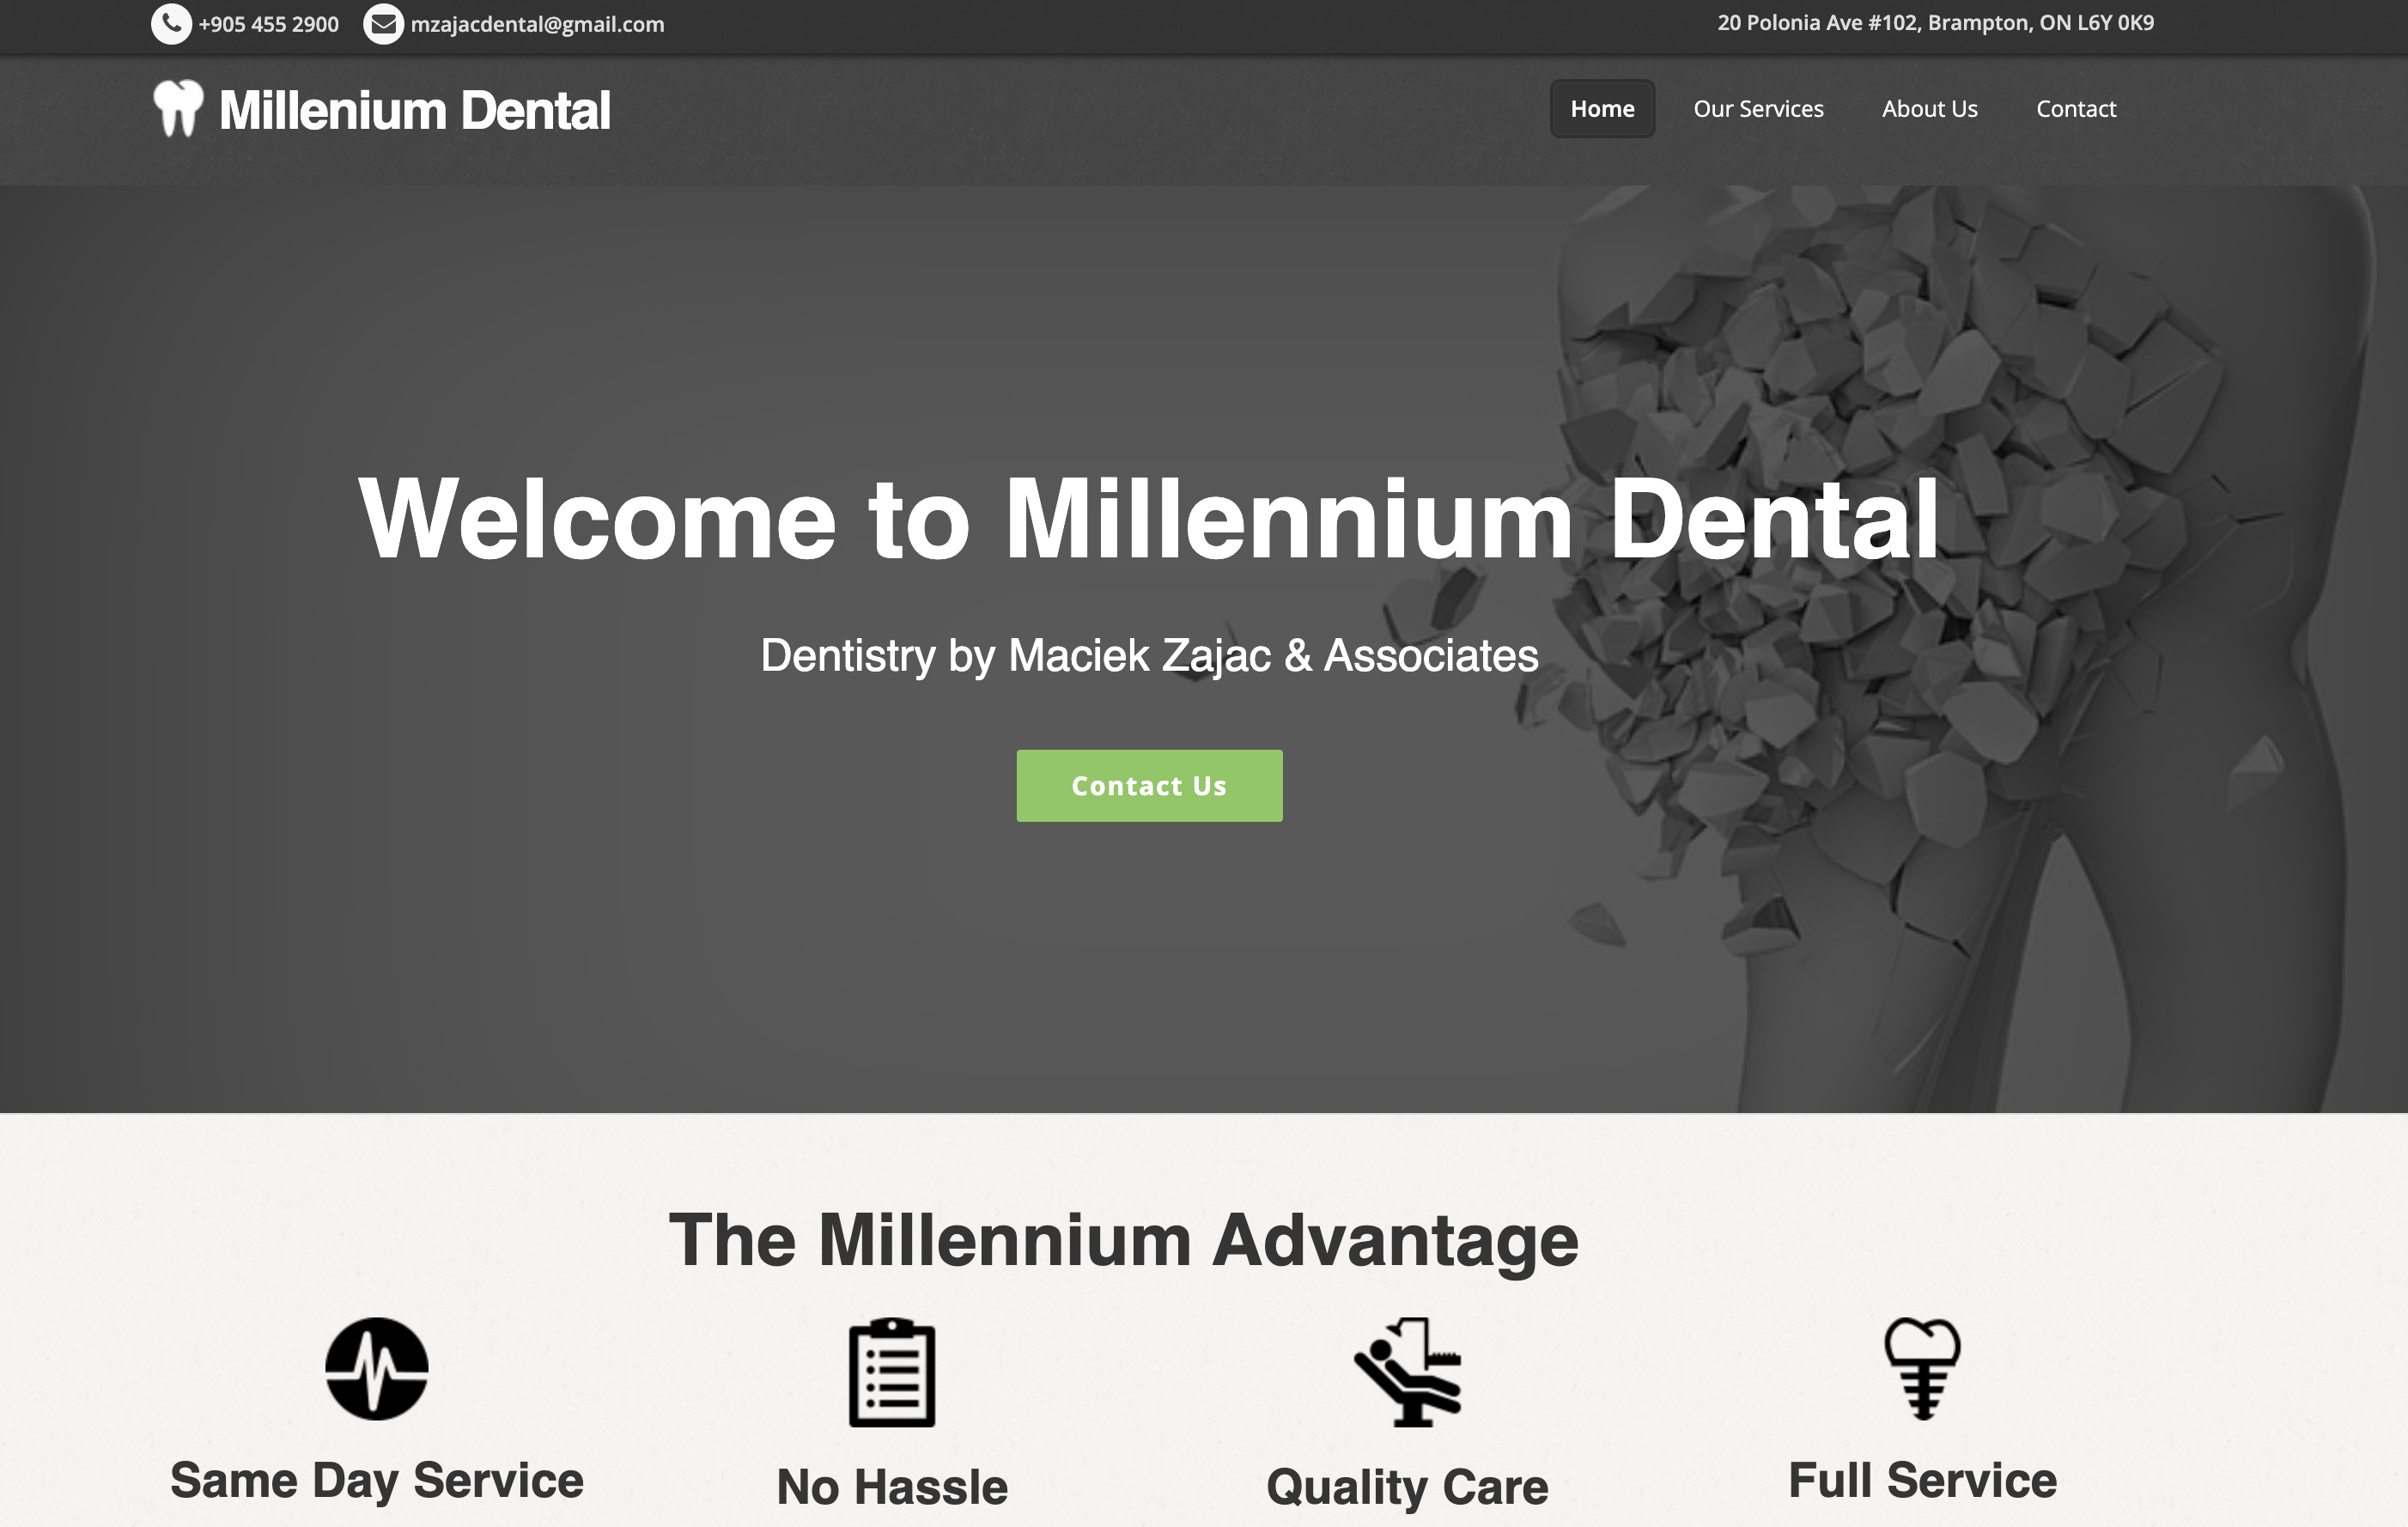 +905 455 2900 mzajacdental@gmail.com 20 Polonia Ave #102, Brampton, ON L6Y 0K9
Millenium Dental Home Our Services About Us Contact
Welcome to Millennium Dental
Dentistry by Maciek Zajac & Associates
Contact Us
The Millennium Advantage
Same Day Service No Hassle Quality Care Full Service